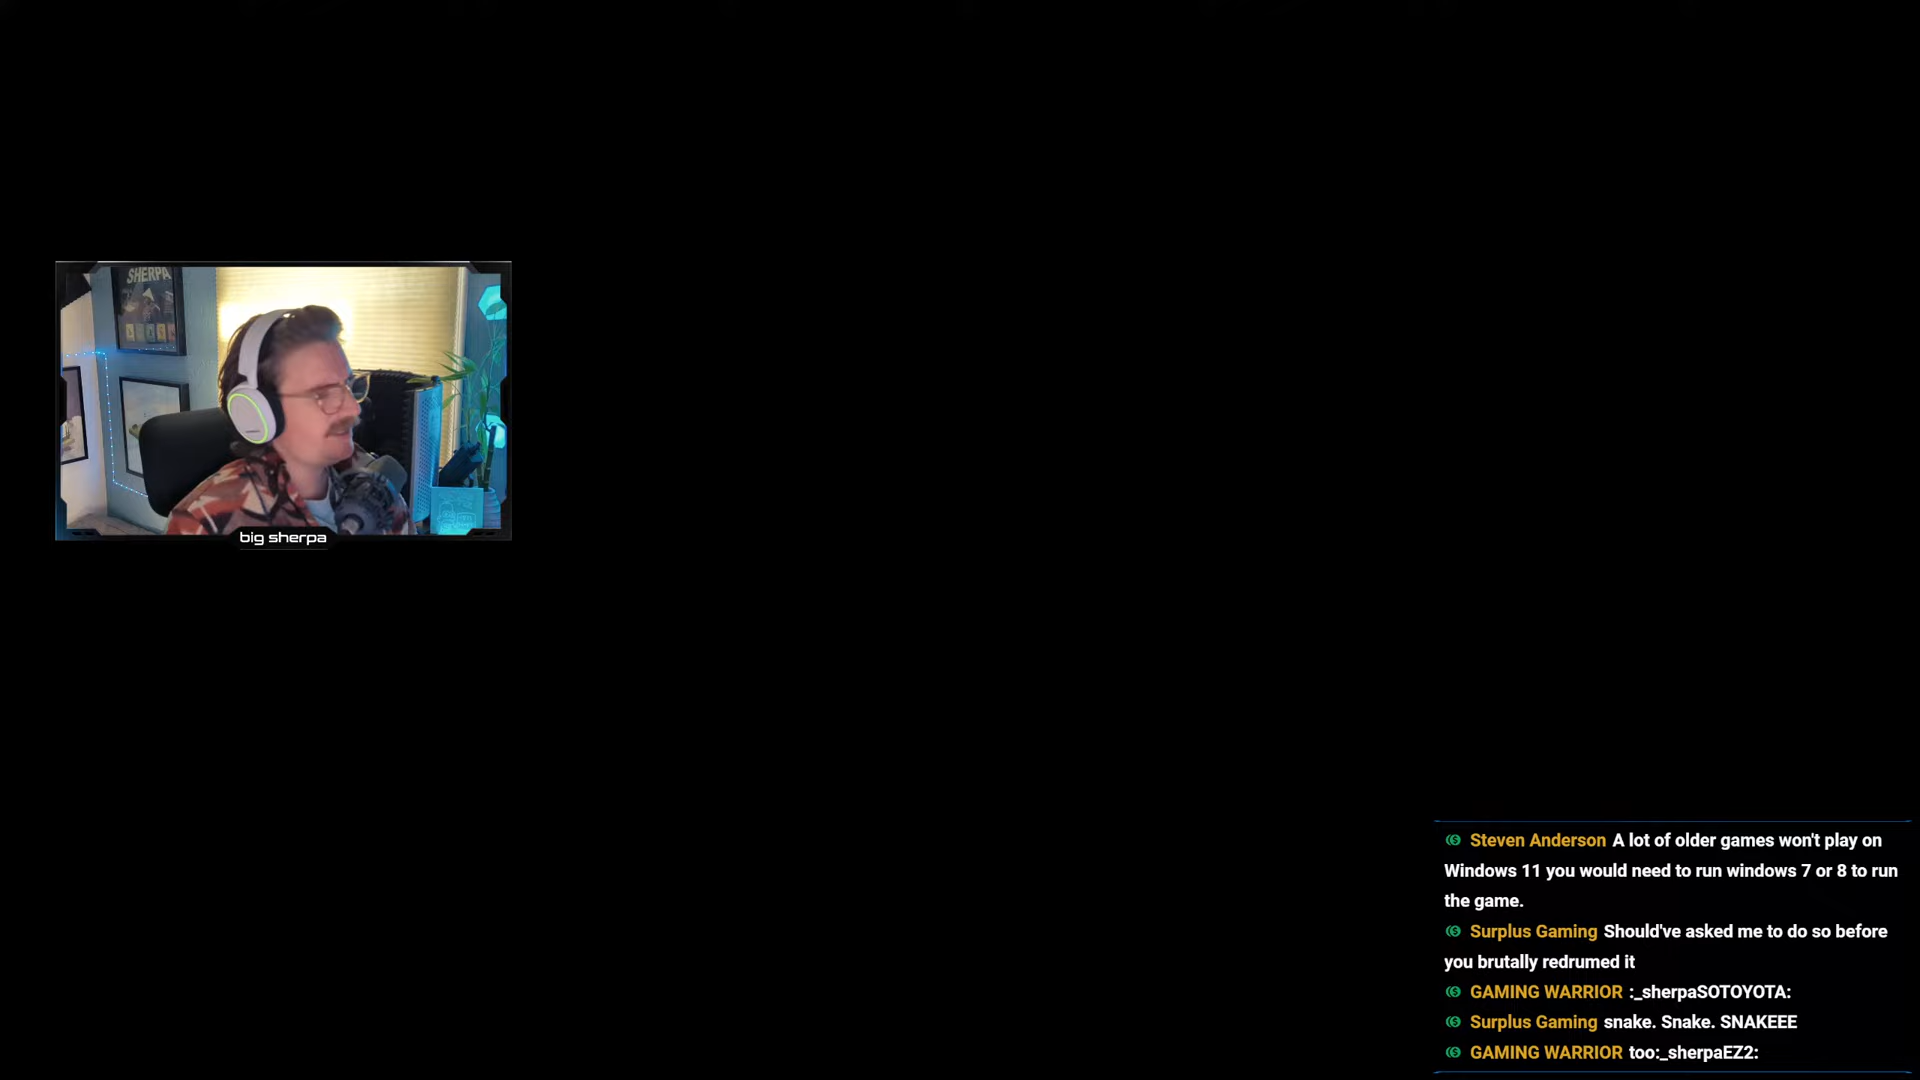 SHERPA
big sherpa
Steven Anderson A lot of older games won't play on
Windows 11 you would need to run windows 7 or 8 to run
the game.
Surplus Gaming Should've asked me to do so before
you brutally redrumed it
GAMING WARRIOR :_sherpaSOTOYOTA:
Surplus Gaming snake. Snake. SNAKEEE
GAMING WARRIOR too:_sherpaEZ2: